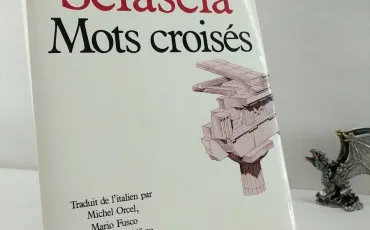 Sciascia
Mots croisés
Traduit de l'italien par
Michel Orcel,
Mario Fusco